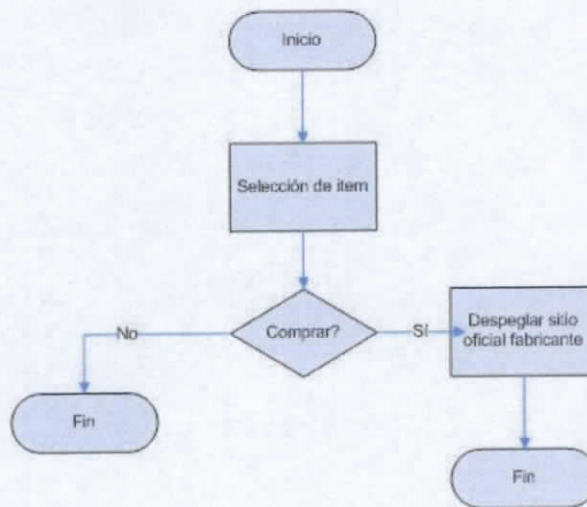 Inicio
Selección de item
Comprar?
No
Sí
Despeglar sitio
oficial fabricante
Fin
Fin